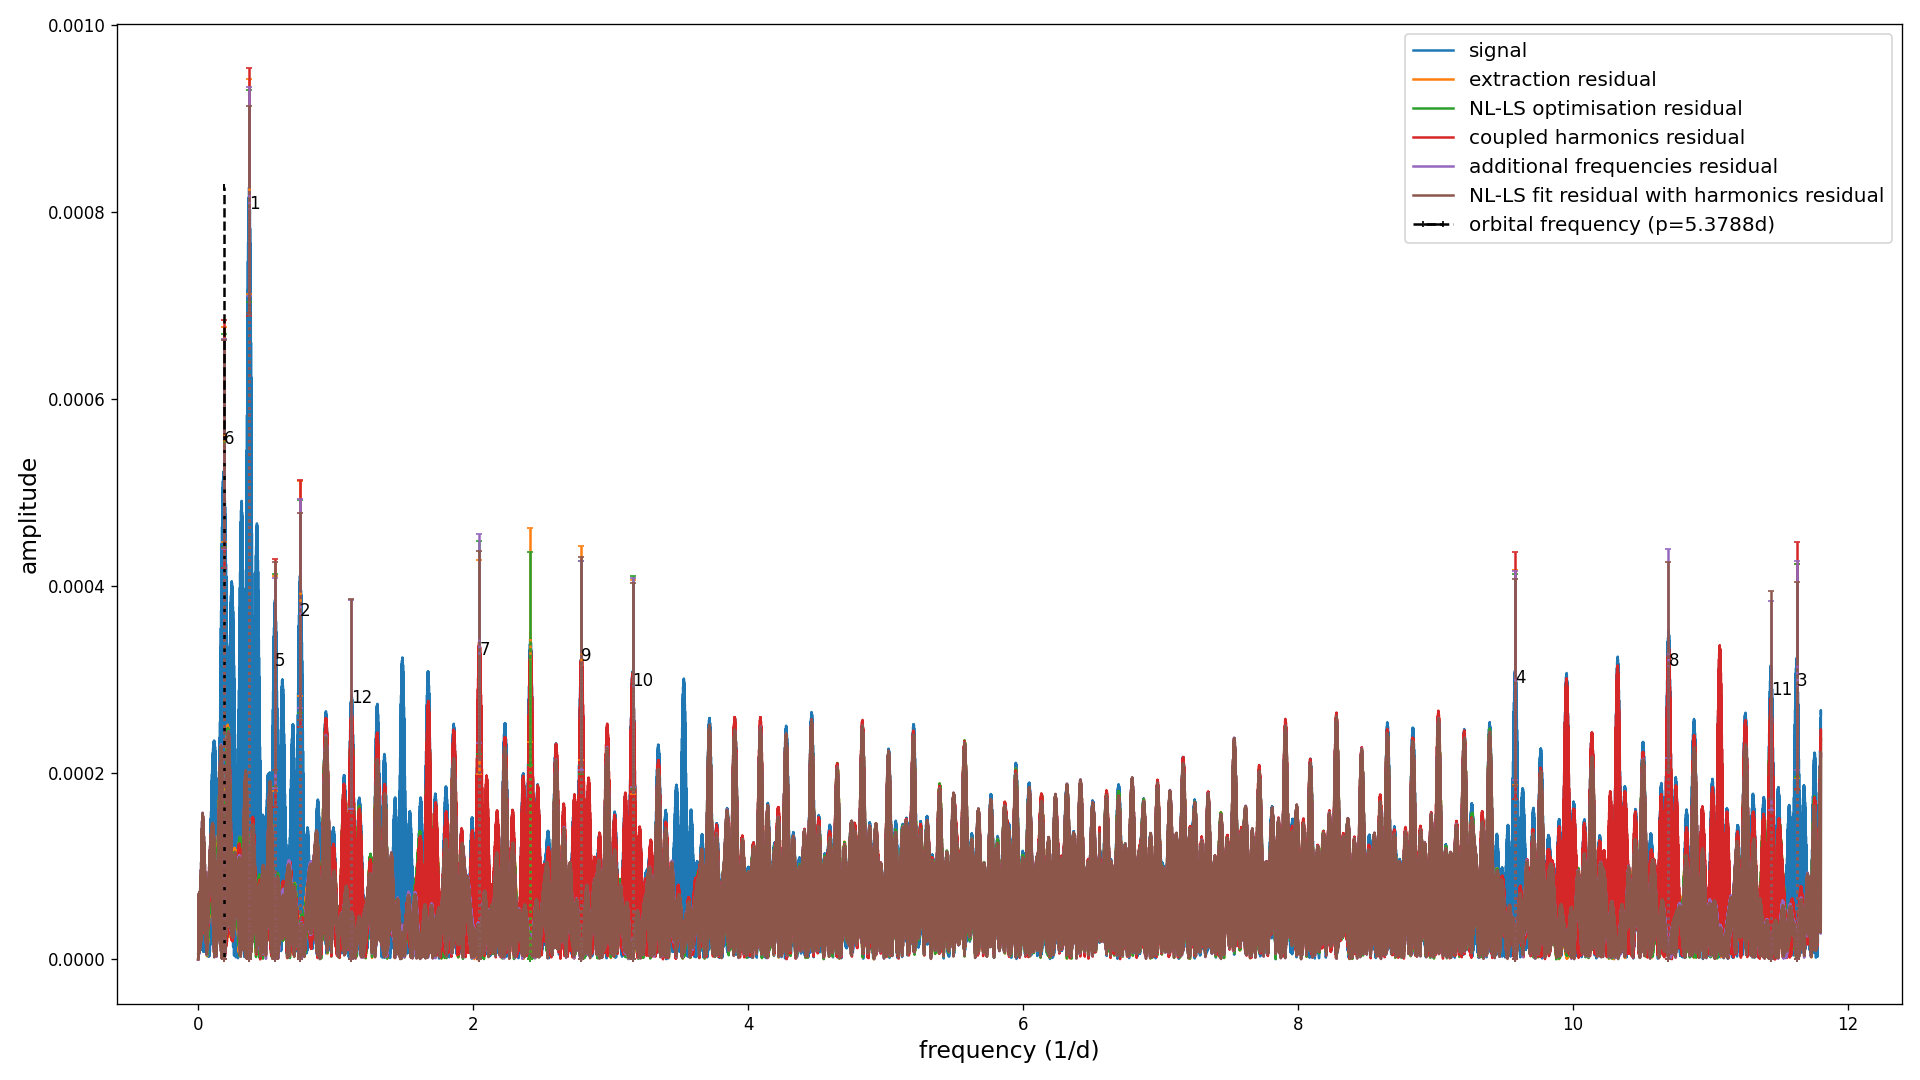 0.0010
0.0008
0.0006
0.0004
0.0002
0.0000
amplitude
0
2
4
6
8
10
12
frequency (1/d)
signal
extraction residual
NL-LS optimisation residual
coupled harmonics residual
additional frequencies residual
NL-LS fit residual with harmonics residual
orbital frequency (p=5.3788d)
6
1
5
2
12
7
9
10
4
8
11
3